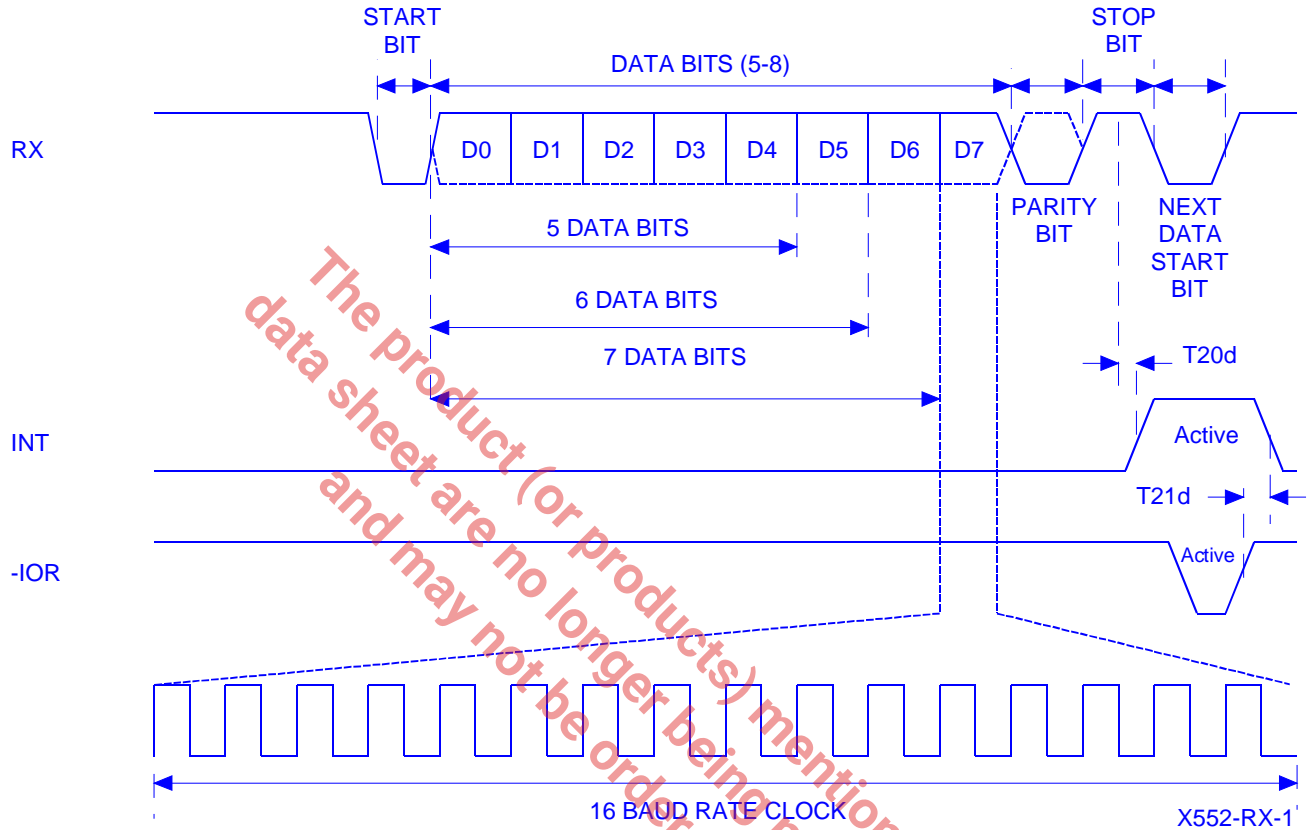 START
BIT
DATA BITS (5-8)
STOP
BIT
RX
D0 D1 D2 D3 D4 D5 D6 D7
PARITY
BIT
NEXT
DATA
START
BIT
5 DATA BITS
6 DATA BITS
7 DATA BITS
T20d
INT
Active
T21d
-IOR
Active
16 BAUD RATE CLOCK
X552-RX-1
The product (or products) mention
data sheet are no longer being
and may not be order